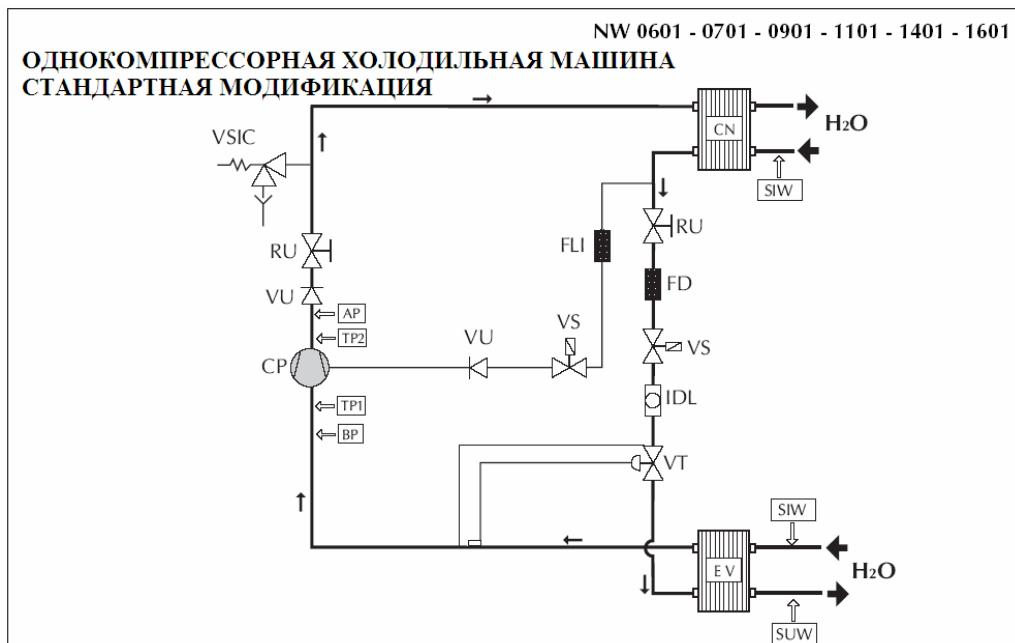 NW 0601 - 0701 - 0901 - 1101 - 1401 - 1601
ОДНОКОМПРЕССОРНАЯ ХОЛОДИЛЬНАЯ МАШИНА
СТАНДАРТНАЯ МОДИФИКАЦИЯ
CN
H₂O
VSIC
SIW
RU
FLI
RU
VU
FD
AP
TP2
VU
VS
VS
CP
IDL
TP1
BP
VT
SIW
EV
H₂O
SUW